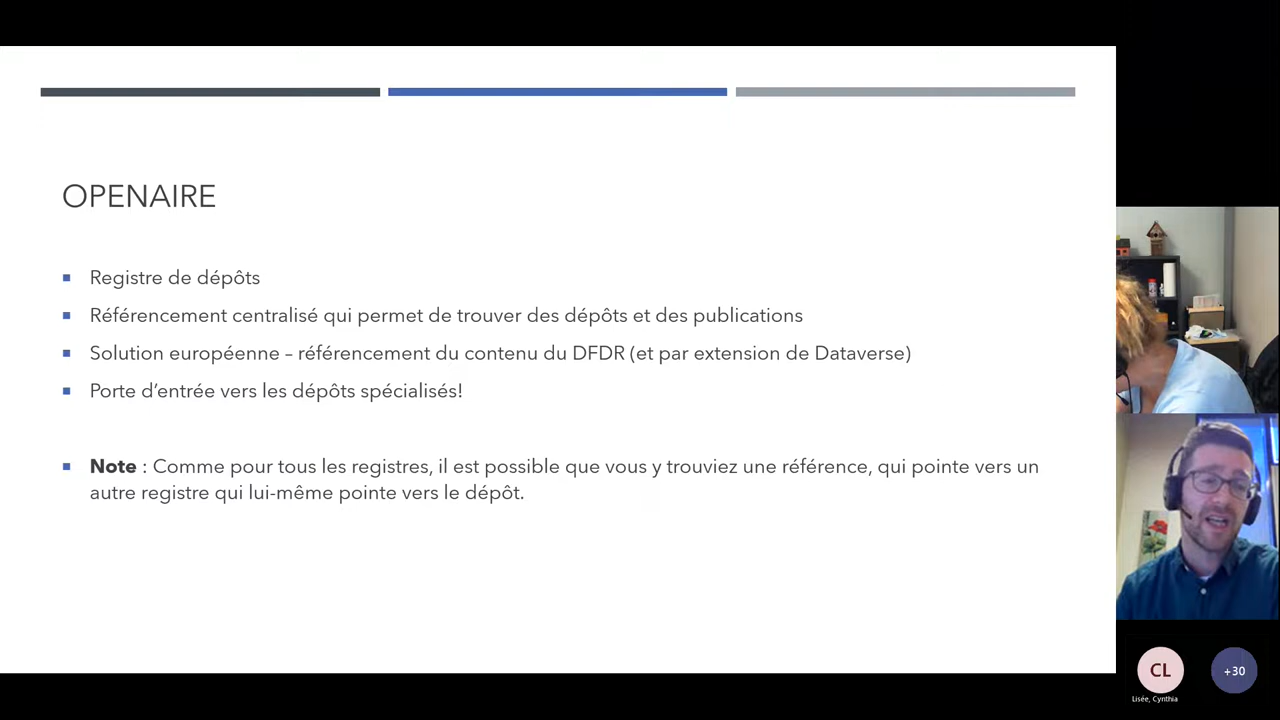 OPENAIRE
Registre de dépôts
Référencement centralisé qui permet de trouver des dépôts et des publications
Solution européenne – référencement du contenu du DFDR (et par extension de Dataverse)
Porte d'entrée vers les dépôts spécialisés!
Note : Comme pour tous les registres, il est possible que vous y trouviez une référence, qui pointe vers un
autre registre qui lui-même pointe vers le dépôt.
CL
+30
Lisée, Cynthia